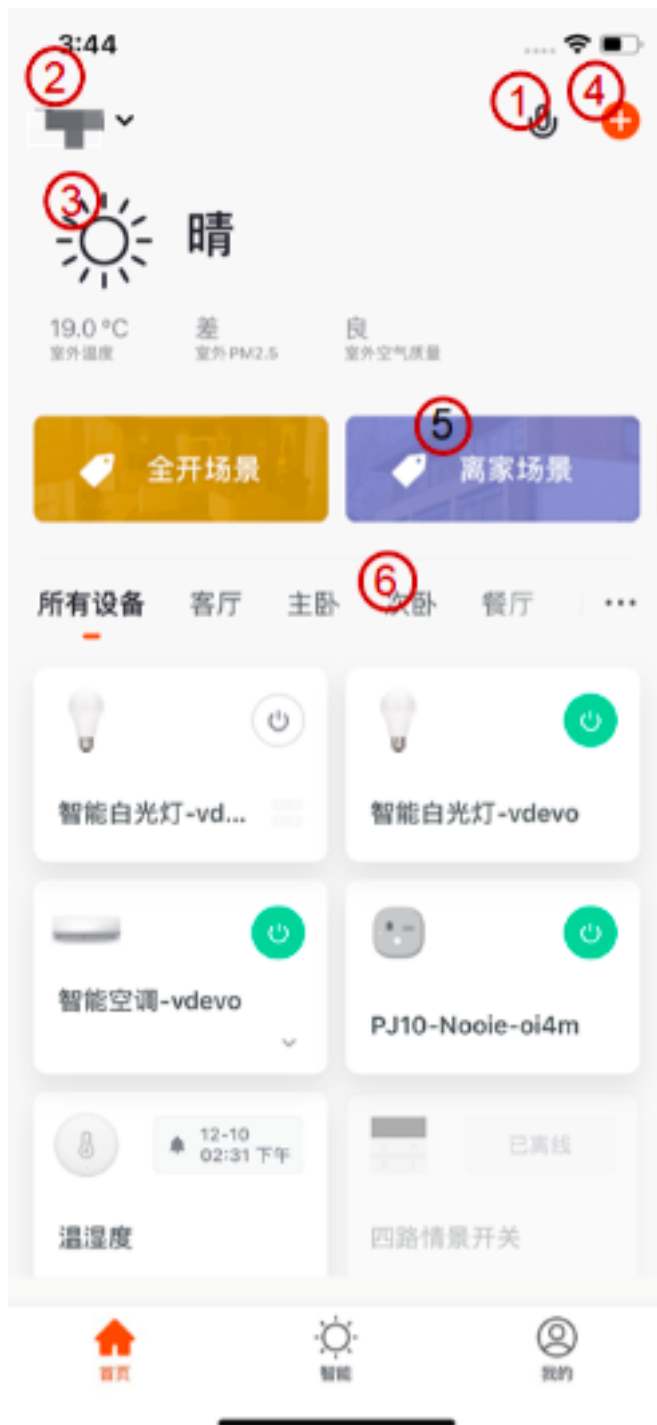 3:44
②
①
④
③
晴
19.0 °C 差 良
室外温度 室外 PM2.5 室外空气质量
⑤
全开场景 离家场景
⑥
所有设备 客厅 主卧 次卧 餐厅
智能白光灯-vd... 智能白光灯-vdevo
智能空调-vdevo PJ10-Nooie-oi4m
12-10
02:31 下午
已离线
温湿度 四路情景开关
首页 智能 我的